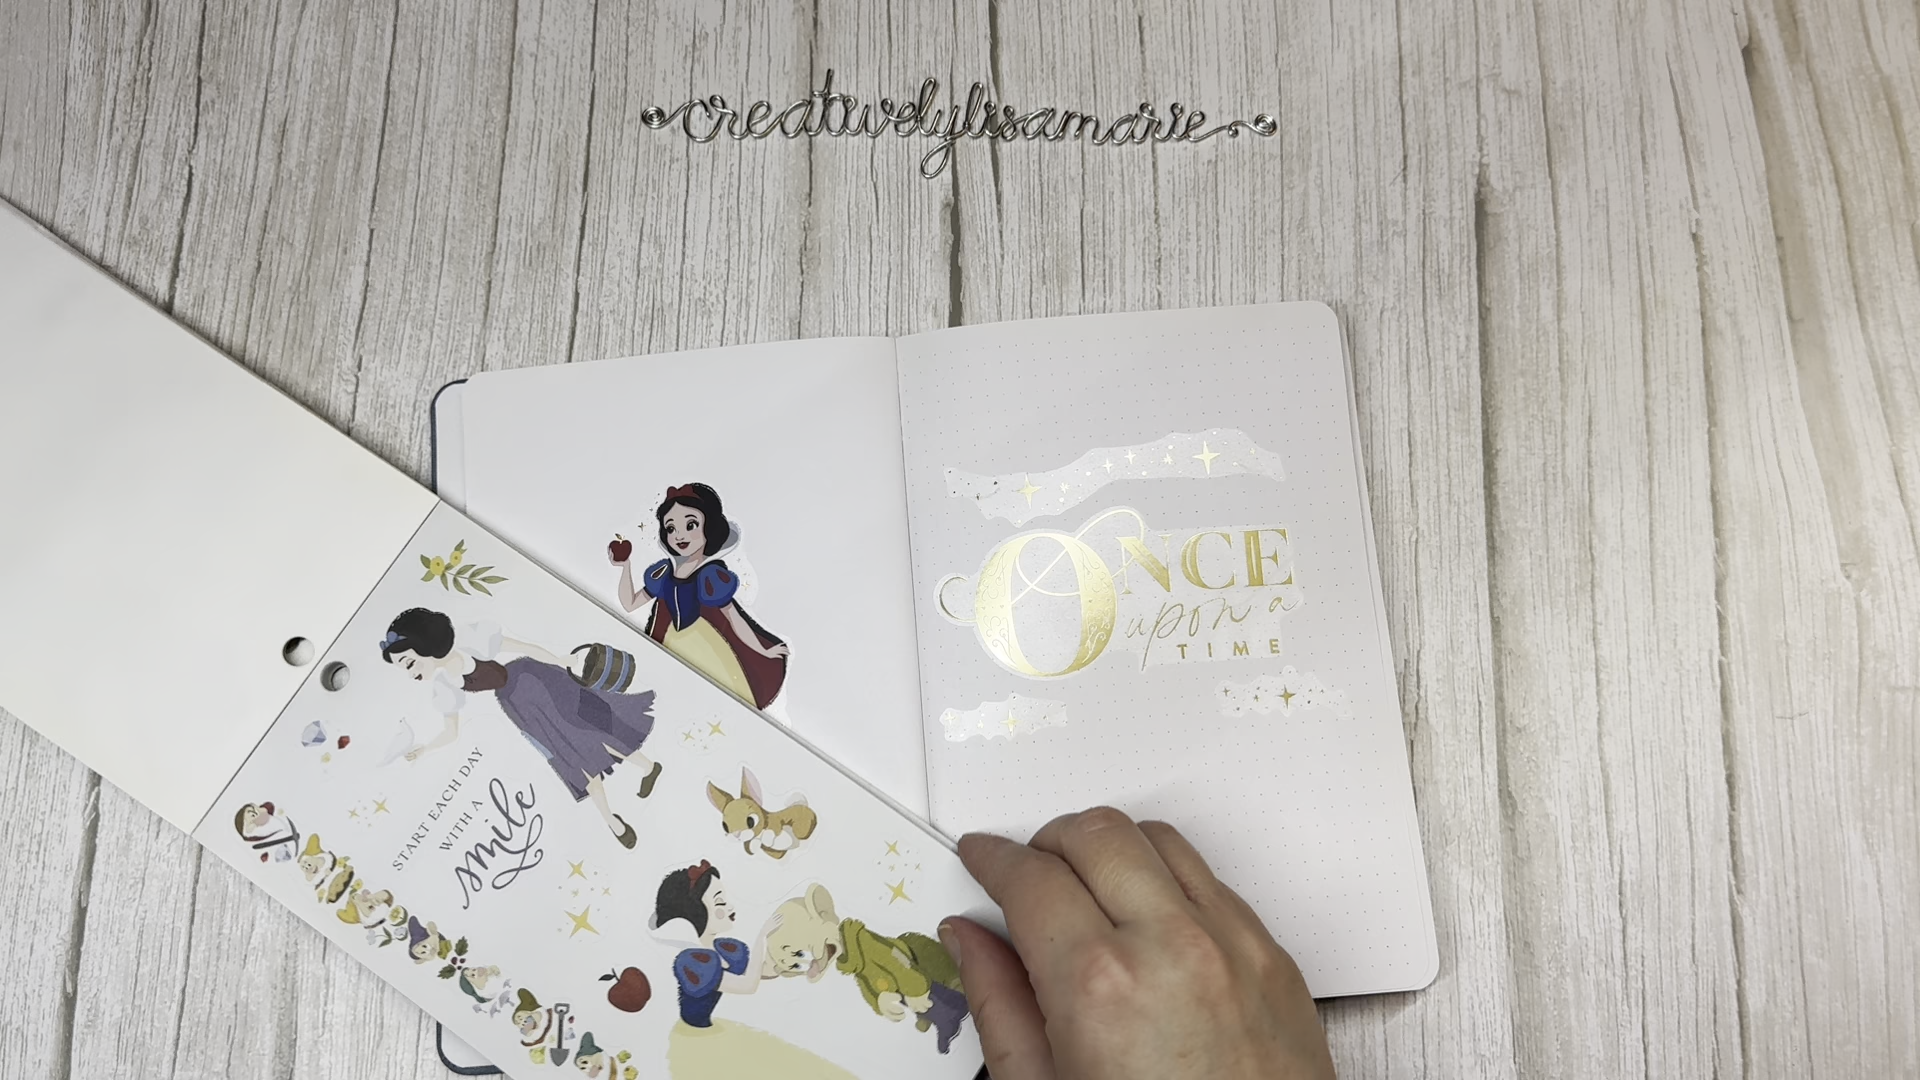 creativelylisamarie
ONCE
upon a
TIME
START EACH DAY
WITH A
smile